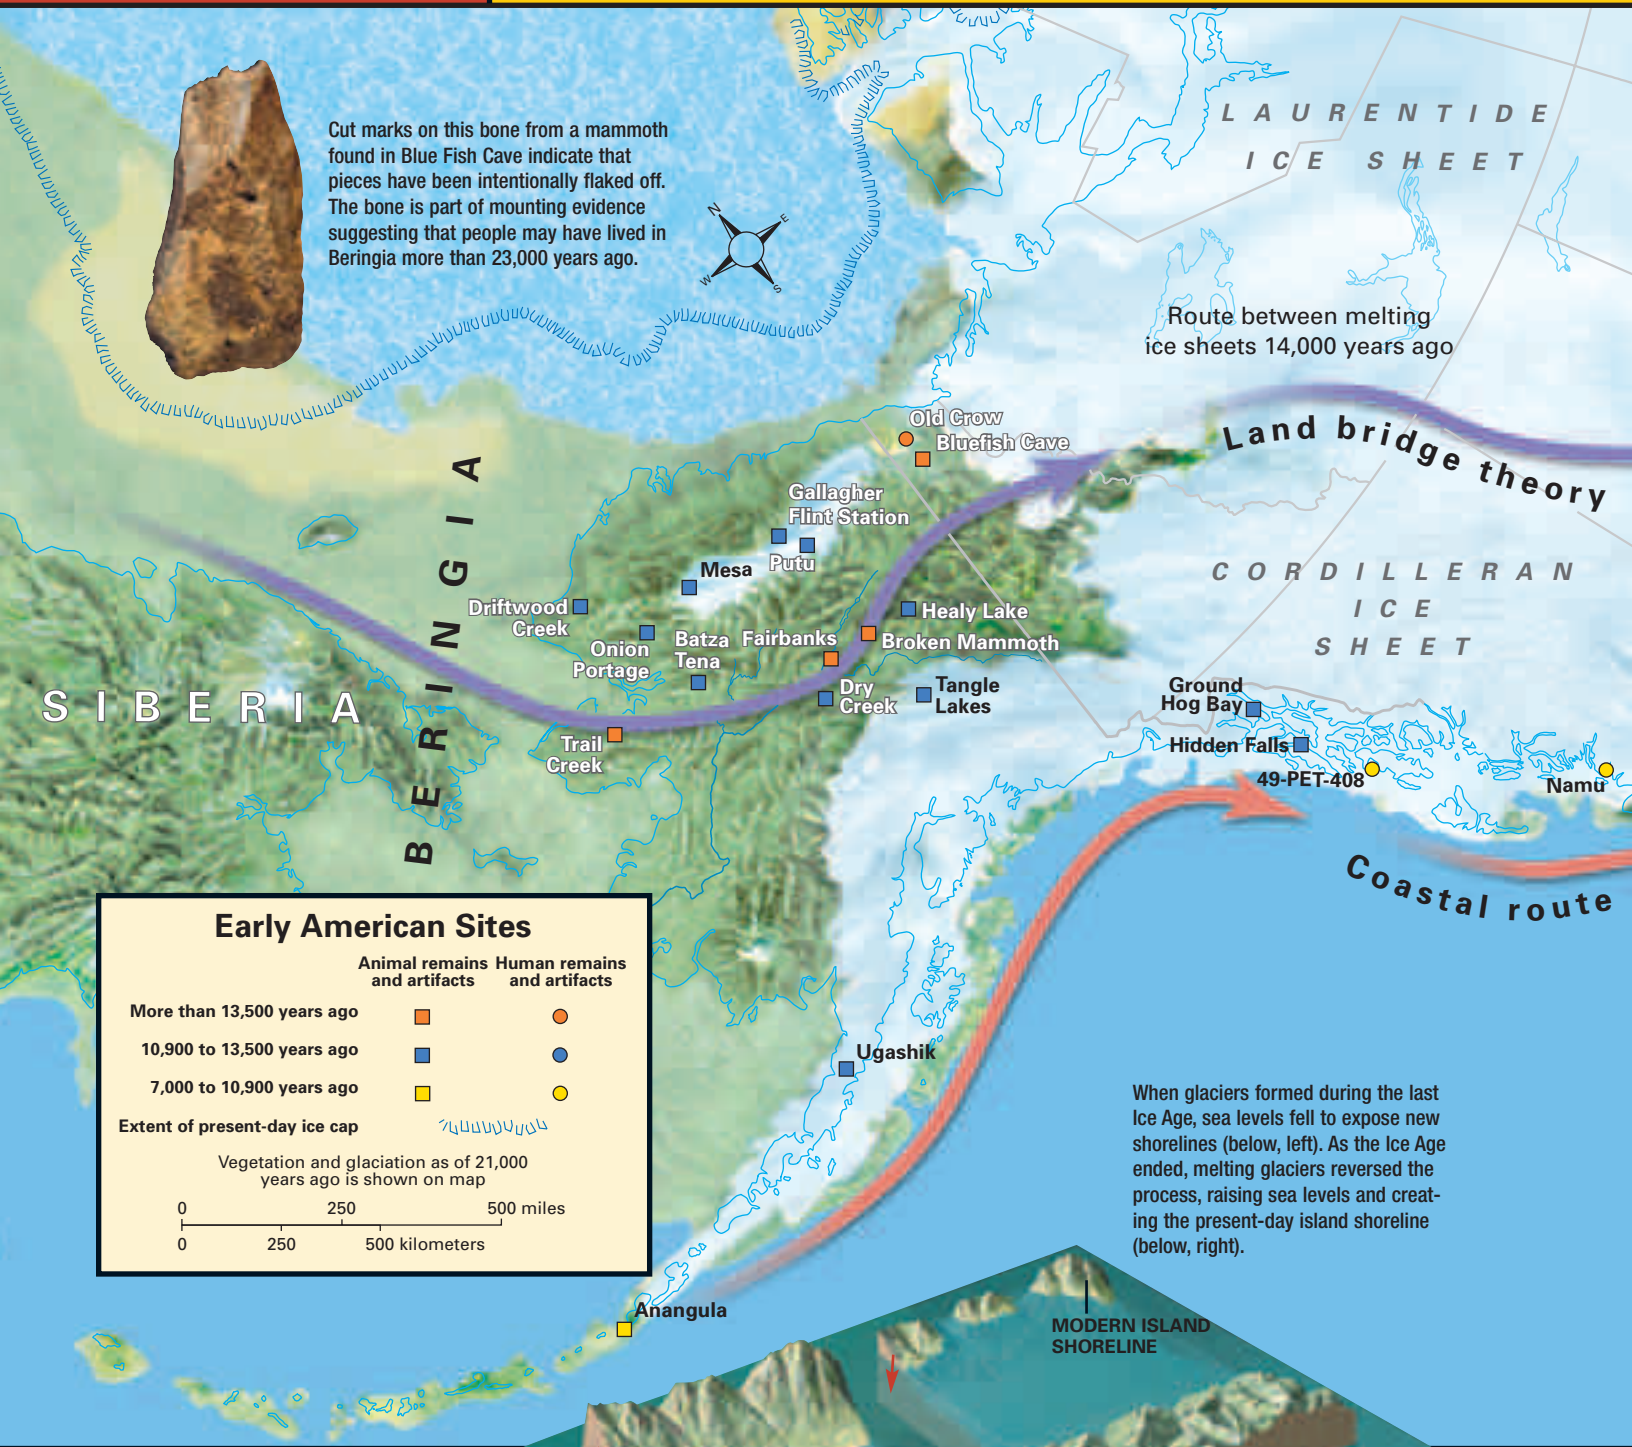 Cut marks on this bone from a mammoth
found in Blue Fish Cave indicate that
pieces have been intentionally flaked off.
The bone is part of mounting evidence
suggesting that people may have lived in
Beringia more than 23,000 years ago.
N
E
W
S
LAURENTIDE
ICE SHEET
Route between melting
ice sheets 14,000 years ago
Land bridge theory
Old Crow
Bluefish Cave
Gallagher
Flint Station
Putu
Mesa
Driftwood
Creek
Onion
Portage
Batza
Tena
Fairbanks
Healy Lake
Broken Mammoth
Dry
Creek
Tangle
Lakes
Trail
Creek
BERINGIA
SIBERIA
CORDILLERAN
ICE
SHEET
Ground
Hog Bay
Hidden Falls
49-PET-408
Namu
Coastal route
Early American Sites
Animal remains
and artifacts
Human remains
and artifacts
More than 13,500 years ago
10,900 to 13,500 years ago
7,000 to 10,900 years ago
Extent of present-day ice cap
Vegetation and glaciation as of 21,000
years ago is shown on map
0 250 500 miles
0 250 500 kilometers
Ugashik
Anangula
When glaciers formed during the last
Ice Age, sea levels fell to expose new
shorelines (below, left). As the Ice Age
ended, melting glaciers reversed the
process, raising sea levels and creat-
ing the present-day island shoreline
(below, right).
MODERN ISLAND
SHORELINE